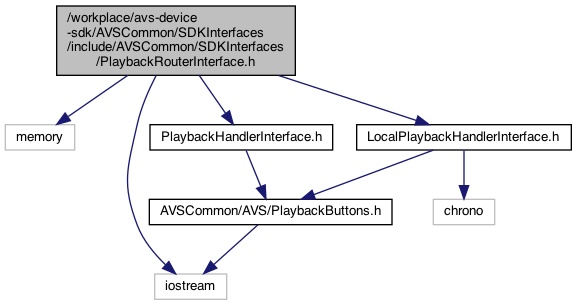 /workplace/avs-device
-sdk/AVSCommon/SDKInterfaces
/include/AVSCommon/SDKInterfaces
/PlaybackRouterInterface.h
memory
PlaybackHandlerInterface.h
LocalPlaybackHandlerInterface.h
AVSCommon/AVS/PlaybackButtons.h
chrono
iostream